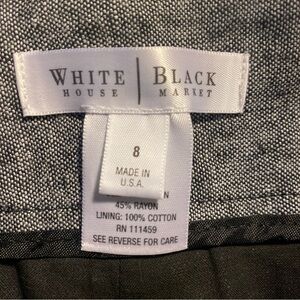 WHITE | BLACK
HOUSE | MARKET
8
MADE IN
U.S.A.
N
45% RAYON
LINING: 100% COTTON
RN 111459
SEE REVERSE FOR CARE